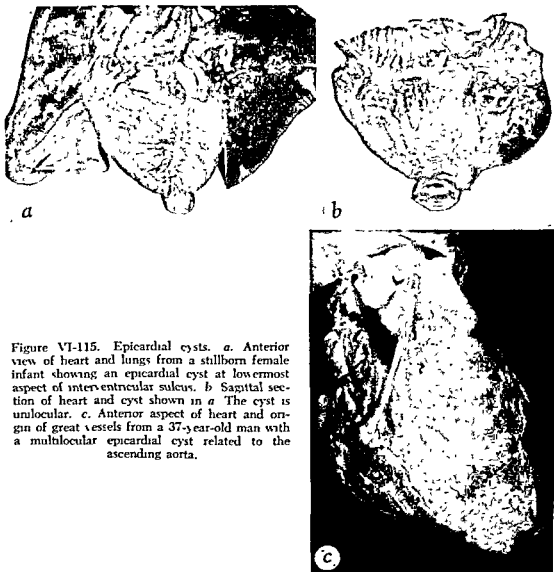 a
b
Figure VI-115. Epicardial cysts. a. Anterior
view of heart and lungs from a stillborn female
infant showing an epicardial cyst at lowermost
aspect of interventricular sulcus. b Sagittal sec-
tion of heart and cyst shown in a The cyst is
unilocular. c. Anterior aspect of heart and ori-
gin of great vessels from a 37-year-old man with
a multilocular epicardial cyst related to the
ascending aorta.
c